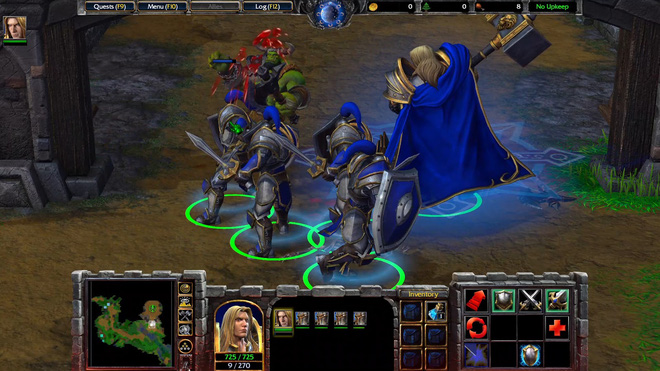 Quests (F9)
Menu (F10)
Allies
Log (F12)
0
0
8
No Upkeep
Inventory
725 / 725
9 / 270